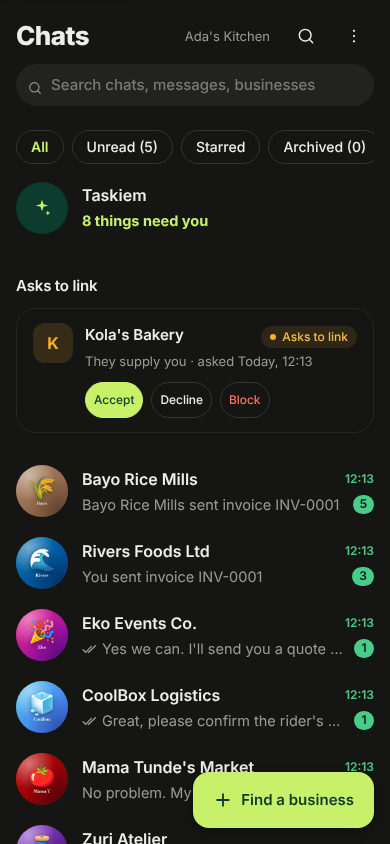 Chats
Ada's Kitchen
Search chats, messages, businesses
All
Unread (5)
Starred
Archived (0)
Taskiem
8 things need you
Asks to link
K
Kola's Bakery
Asks to link
They supply you · asked Today, 12:13
Accept
Decline
Block
Bayo Rice Mills
12:13
Bayo
Bayo Rice Mills sent invoice INV-0001
5
Rivers Foods Ltd
12:13
Rivers
You sent invoice INV-0001
3
Eko Events Co.
12:13
Eko
Yes we can. I'll send you a quote ...
1
CoolBox Logistics
12:13
CoolBox
Great, please confirm the rider's ...
1
Mama Tunde's Market
12:13
Mama T
No problem. My
+ Find a business
Zuri Atelier